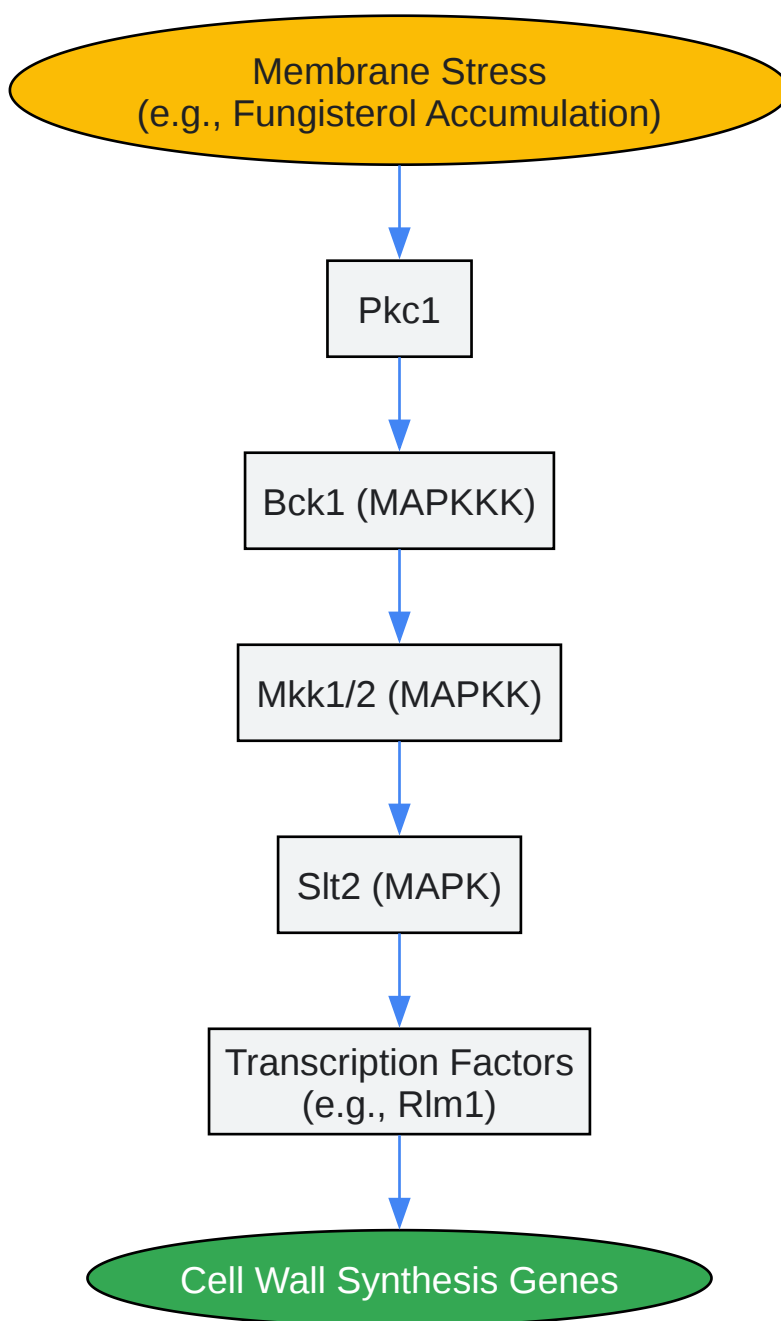 Membrane Stress
(e.g., Fungisterol Accumulation)
Pkc1
Bck1 (MAPKKK)
Mkk1/2 (MAPKK)
Slt2 (MAPK)
Transcription Factors
(e.g., Rlm1)
Cell Wall Synthesis Genes